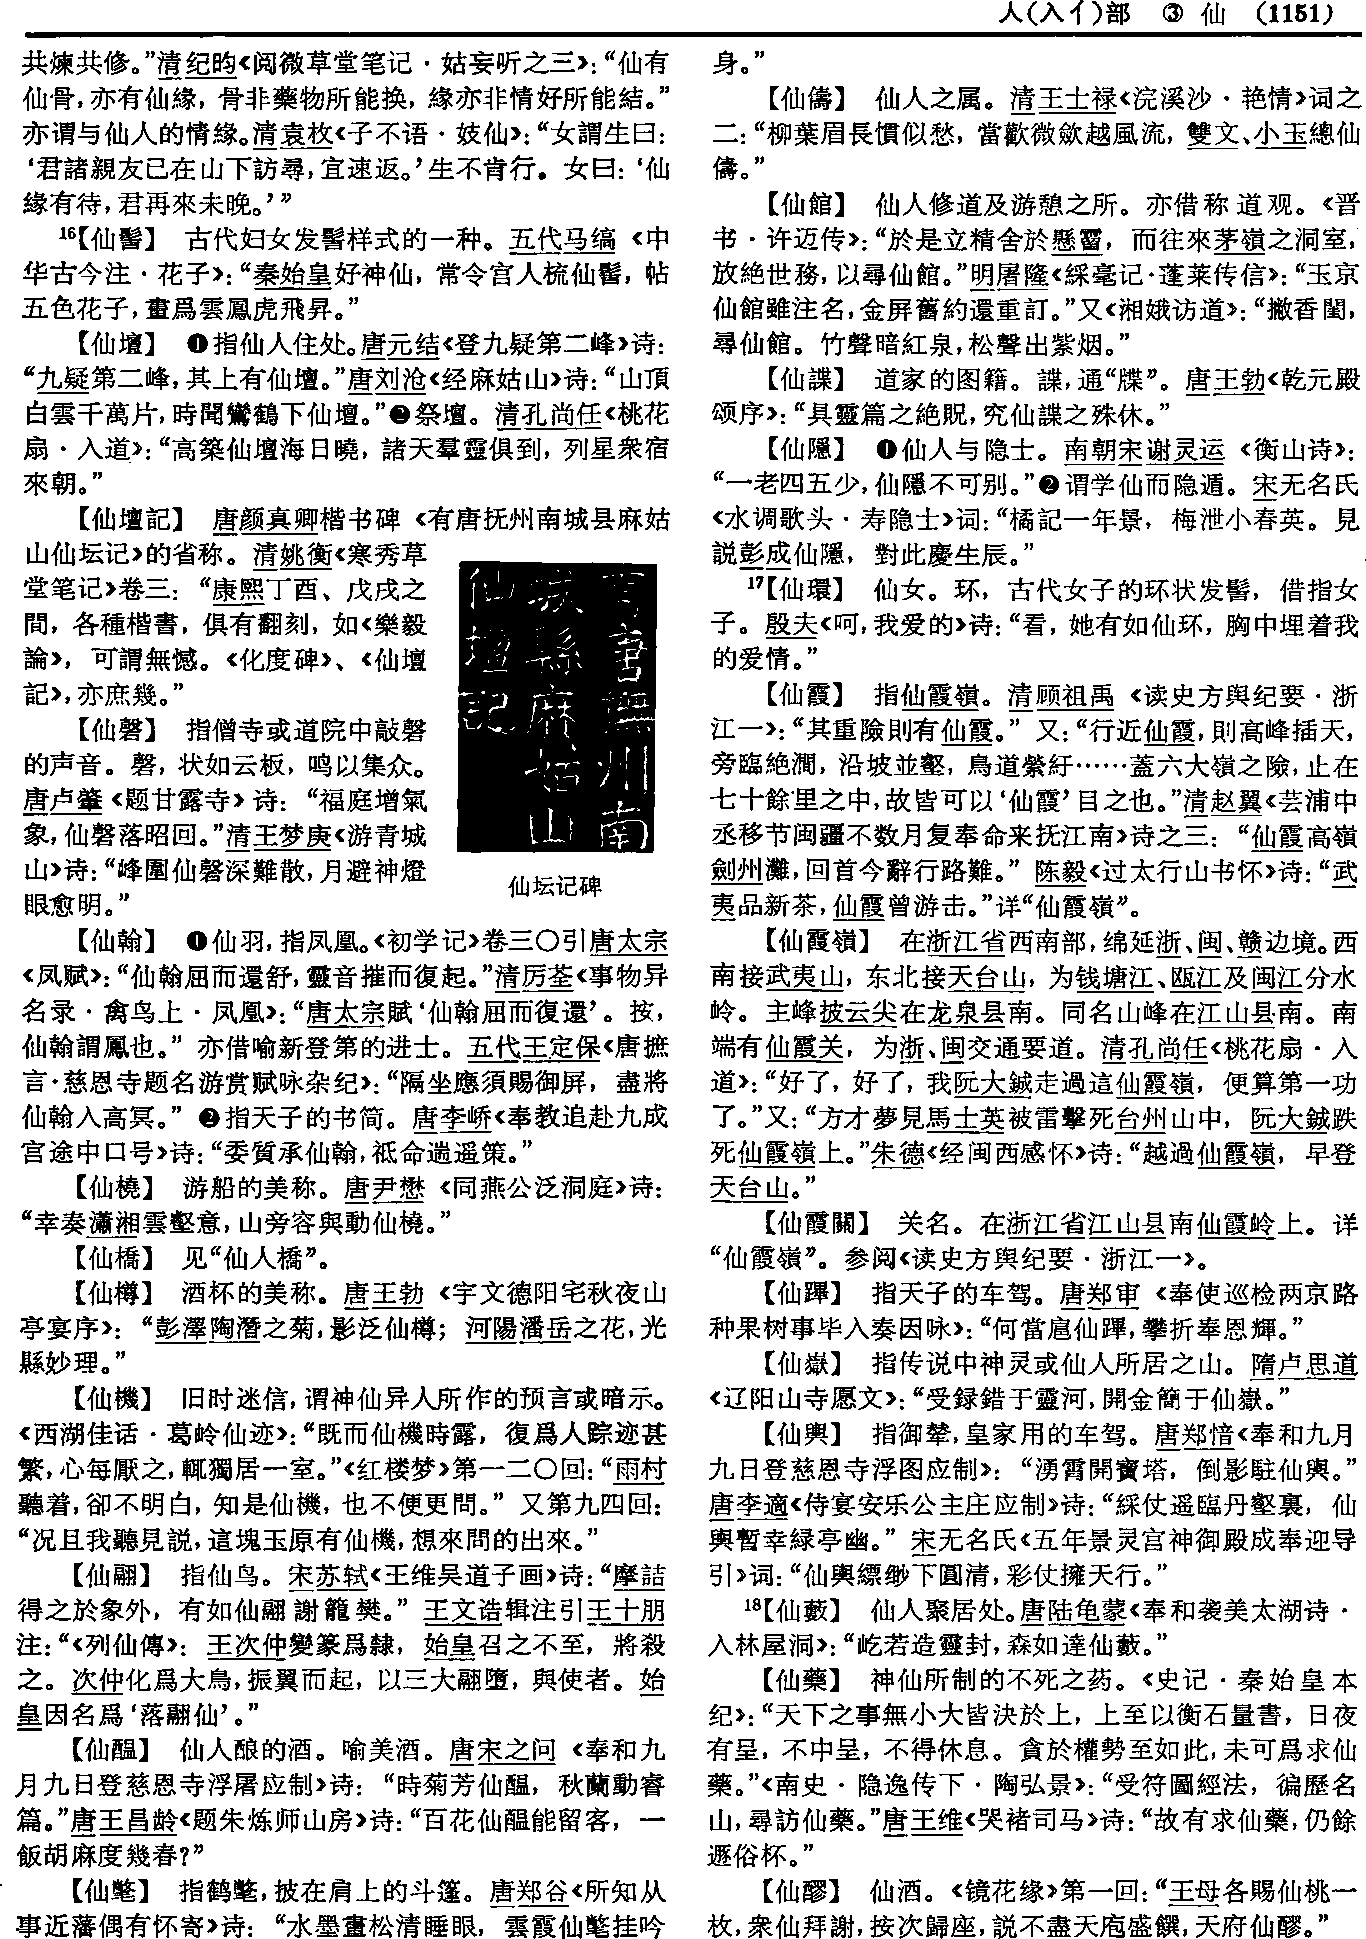 人(入亻)部　③　仙　(1151)
共煉共修。”清纪昀《阅微草堂笔记·姑妄听之三》：“仙有
仙骨，亦有仙緣，骨非藥物所能换，緣亦非情好所能結。”
亦谓与仙人的情緣。清袁枚《子不语·妓仙》：“女謂生曰：
‘君諸親友已在山下訪尋，宜速返。’生不肯行。女曰：‘仙
緣有待，君再來未晚。’”
16【仙髻】　古代妇女发髻样式的一种。五代马缟《中
华古今注·花子》：“秦始皇好神仙，常令宫人梳仙髻，帖
五色花子，畫爲雲鳳虎飛昇。”
【仙壇】　❶指仙人住处。唐元结《登九疑第二峰》诗：
“九疑第二峰，其上有仙壇。”唐刘沧《经麻姑山》诗：“山頂
白雲千萬片，時聞鸞鶴下仙壇。”❷祭壇。清孔尚任《桃花
扇·入道》：“高築仙壇海日曉，諸天羣靈俱到，列星衆宿
來朝。”
【仙壇記】　唐颜真卿楷书碑《有唐抚州南城县麻姑
山仙坛记》的省称。清姚衡《寒秀草
堂笔记》卷三：“康熙丁酉、戊戌之
間，各種楷書，俱有翻刻，如《樂毅
論》，可謂無憾。《化度碑》、《仙壇
記》，亦庶幾。”
有唐撫州南
城縣麻姑山
仙壇記
仙坛记碑
【仙磬】　指僧寺或道院中敲磬
的声音。磬，状如云板，鸣以集众。
唐卢肇《题甘露寺》诗：“福庭增氣
象，仙磬落昭回。”清王梦庚《游青城
山》诗：“峰圍仙磬深難散，月避神燈
眼愈明。”
【仙翰】　❶仙羽，指凤凰。《初学记》卷三〇引唐太宗
《凤赋》：“仙翰屈而還舒，靈音摧而復起。”清厉荃《事物异
名录·禽鸟上·凤凰》：“唐太宗賦‘仙翰屈而復還’。按，
仙翰謂鳳也。”亦借喻新登第的进士。五代王定保《唐摭
言·慈恩寺题名游赏赋咏杂纪》：“隔坐應須賜御屏，盡將
仙翰入高冥。”❷指天子的书简。唐李峤《奉教追赴九成
宫途中口号》诗：“委質承仙翰，祗命遄遥策。”
【仙橈】　游船的美称。唐尹懋《同燕公泛洞庭》诗：
“幸奏瀟湘雲壑意，山旁容與動仙橈。”
【仙橋】　见“仙人橋”。
【仙樽】　酒杯的美称。唐王勃《宇文德阳宅秋夜山
亭宴序》：“彭澤陶潛之菊，影泛仙樽；河陽潘岳之花，光
縣妙理。”
【仙機】　旧时迷信，谓神仙异人所作的预言或暗示。
《西湖佳话·葛岭仙迹》：“既而仙機時露，復爲人踪迹甚
繁，心每厭之，輒獨居一室。”《红楼梦》第一二〇回：“雨村
聽着，卻不明白，知是仙機，也不便更問。”又第九四回：
“况且我聽見説，這塊玉原有仙機，想來問的出來。”
【仙翮】　指仙鸟。宋苏轼《王维吴道子画》诗：“摩詰
得之於象外，有如仙翮謝籠樊。”王文诰辑注引王十朋
注：“《列仙傳》：王次仲變篆爲隸，始皇召之不至，將殺
之。次仲化爲大鳥，振翼而起，以三大翮墮，與使者。始
皇因名爲‘落翮仙’。”
【仙醖】　仙人酿的酒。喻美酒。唐宋之问《奉和九
月九日登慈恩寺浮屠应制》诗：“時菊芳仙醖，秋蘭動睿
篇。”唐王昌龄《题朱炼师山房》诗：“百花仙醖能留客，一
飯胡麻度幾春？”
【仙氅】　指鹤氅，披在肩上的斗篷。唐郑谷《所知从
事近藩偶有怀寄》诗：“水墨畫松清睡眼，雲霞仙氅挂吟
身。”
【仙儔】　仙人之属。清王士禄《浣溪沙·艳情》词之
二：“柳葉眉長慣似愁，當歡微斂越風流，雙文、小玉總仙
儔。”
【仙館】　仙人修道及游憩之所。亦借称道观。《晋
书·许迈传》：“於是立精舍於懸霤，而往來茅嶺之洞室，
放絶世務，以尋仙館。”明屠隆《綵毫记·蓬莱传信》：“玉京
仙館雖注名，金屏舊約還重訂。”又《湘娥访道》：“撇香閨，
尋仙館。竹聲暗紅泉，松聲出紫烟。”
【仙諜】　道家的图籍。諜，通“牒”。唐王勃《乾元殿
颂序》：“具靈篇之絶貺，究仙諜之殊休。”
【仙隱】　❶仙人与隐士。南朝宋谢灵运《衡山诗》：
“一老四五少，仙隱不可别。”❷谓学仙而隐遁。宋无名氏
《水调歌头·寿隐士》词：“橘記一年景，梅泄小春英。見
説彭成仙隱，對此慶生辰。”
17【仙環】　仙女。环，古代女子的环状发髻，借指女
子。殷夫《呵，我爱的》诗：“看，她有如仙环，胸中埋着我
的爱情。”
【仙霞】　指仙霞嶺。清顾祖禹《读史方舆纪要·浙
江一》：“其重險則有仙霞。”又：“行近仙霞，則高峰插天，
旁臨絶澗，沿坡並壑，鳥道縈紆……蓋六大嶺之險，止在
七十餘里之中，故皆可以‘仙霞’目之也。”清赵翼《芸浦中
丞移节闽疆不数月复奉命来抚江南》诗之三：“仙霞高嶺
劍州灘，回首今辭行路難。”陈毅《过太行山书怀》诗：“武
夷品新茶，仙霞曾游击。”详“仙霞嶺”。
【仙霞嶺】　在浙江省西南部，绵延浙、闽、赣边境。西
南接武夷山，东北接天台山，为钱塘江、瓯江及闽江分水
岭。主峰披云尖在龙泉县南。同名山峰在江山县南。南
端有仙霞关，为浙、闽交通要道。清孔尚任《桃花扇·入
道》：“好了，好了，我阮大鋮走過這仙霞嶺，便算第一功
了。”又：“方才夢見馬士英被雷擊死台州山中，阮大鋮跌
死仙霞嶺上。”朱德《经闽西感怀》诗：“越過仙霞嶺，早登
天台山。”
【仙霞關】　关名。在浙江省江山县南仙霞岭上。详
“仙霞嶺”。参阅《读史方舆纪要·浙江一》。
【仙蹕】　指天子的车驾。唐郑审《奉使巡检两京路
种果树事毕入奏因咏》：“何當扈仙蹕，攀折奉恩輝。”
【仙嶽】　指传说中神灵或仙人所居之山。隋卢思道
《辽阳山寺愿文》：“受録錯于靈河，開金簡于仙嶽。”
【仙輿】　指御辇，皇家用的车驾。唐郑愔《奉和九月
九日登慈恩寺浮图应制》：“湧霄開寶塔，倒影駐仙輿。”
唐李適《侍宴安乐公主庄应制》诗：“綵仗遥臨丹壑裏，仙
輿暫幸緑亭幽。”宋无名氏《五年景灵宫神御殿成奉迎导
引》词：“仙輿縹缈下圓清，彩仗擁天行。”
18【仙藪】　仙人聚居处。唐陆龟蒙《奉和袭美太湖诗·
入林屋洞》：“屹若造靈封，森如達仙藪。”
【仙藥】　神仙所制的不死之药。《史记·秦始皇本
纪》：“天下之事無小大皆決於上，上至以衡石量書，日夜
有呈，不中呈，不得休息。貪於權勢至如此，未可爲求仙
藥。”《南史·隐逸传下·陶弘景》：“受符圖經法，徧歷名
山，尋訪仙藥。”唐王维《哭褚司马》诗：“故有求仙藥，仍餘
遯俗杯。”
【仙醪】　仙酒。《镜花缘》第一回：“王母各賜仙桃一
枚，衆仙拜謝，按次歸座，説不盡天庖盛饌，天府仙醪。”